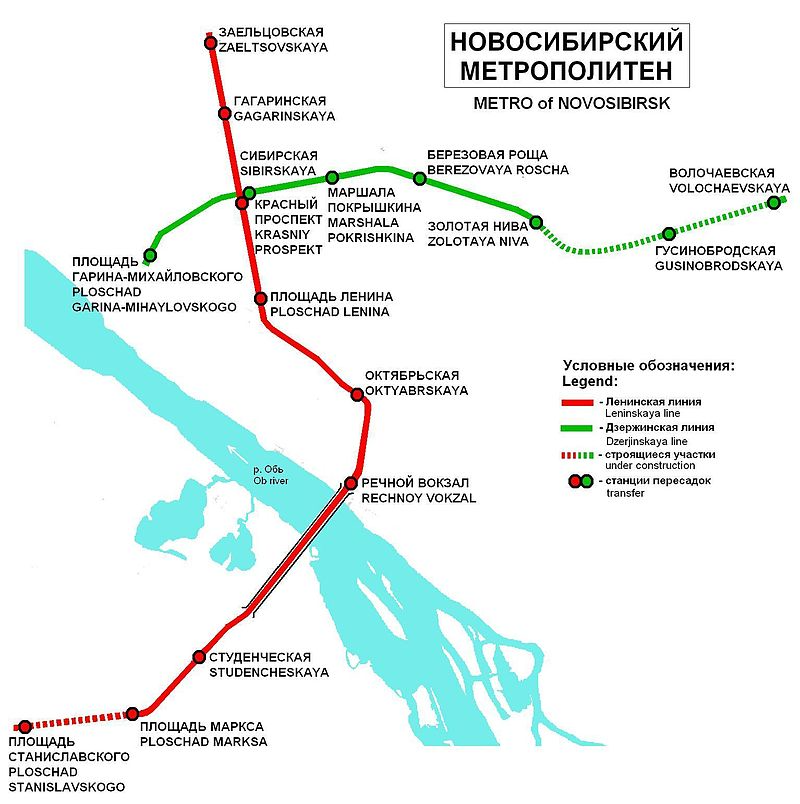 НОВОСИБИРСКИЙ
МЕТРОПОЛИТЕН
METRO of NOVOSIBIRSK
ЗАЕЛЬЦОВСКАЯ
ZAELTSOVSKAYA
ГАГАРИНСКАЯ
GAGARINSKAYA
СИБИРСКАЯ
SIBIRSKAYA
КРАСНЫЙ
ПРОСПЕКТ
KRASNIY
PROSPEKT
МАРШАЛА
ПОКРЫШКИНА
MARSHALA
POKRISHKINA
БЕРЕЗОВАЯ РОЩА
BEREZOVAYA ROSCHA
ЗОЛОТАЯ НИВА
ZOLOTAYA NIVA
ВОЛОЧАЕВСКАЯ
VOLOCHAEVSKAYA
ГУСИНОБРОДСКАЯ
GUSINOBRODSKAYA
ПЛОЩАДЬ
ГАРИНА-МИХАЙЛОВСКОГО
PLOSCHAD
GARINA-MIHAYLOVSKOGO
ПЛОЩАДЬ ЛЕНИНА
PLOSCHAD LENINA
ОКТЯБРЬСКАЯ
OKTYABRSKAYA
Условные обозначения:
Legend:
- Ленинская линия
Leninskaya line
- Дзержинская линия
Dzerjinskaya line
- строящиеся участки
under construction
- станции пересадок
transfer
р. Обь
Ob river
РЕЧНОЙ ВОКЗАЛ
RECHNOY VOKZAL
СТУДЕНЧЕСКАЯ
STUDENCHESKAYA
ПЛОЩАДЬ МАРКСА
PLOSCHAD MARKSA
ПЛОЩАДЬ
СТАНИСЛАВСКОГО
PLOSCHAD
STANISLAVSKOGO